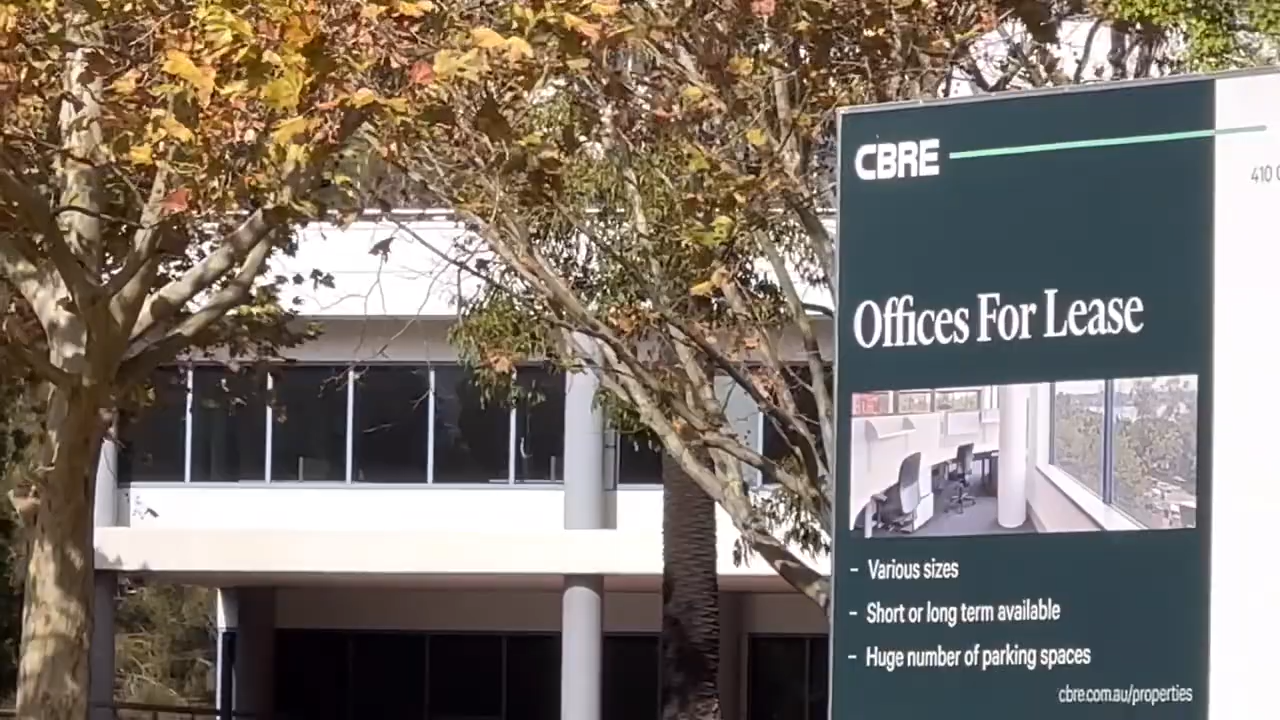 CBRE
410
Offices For Lease
- Various sizes
- Short or long term available
- Huge number of parking spaces
cbre.com.au/properties